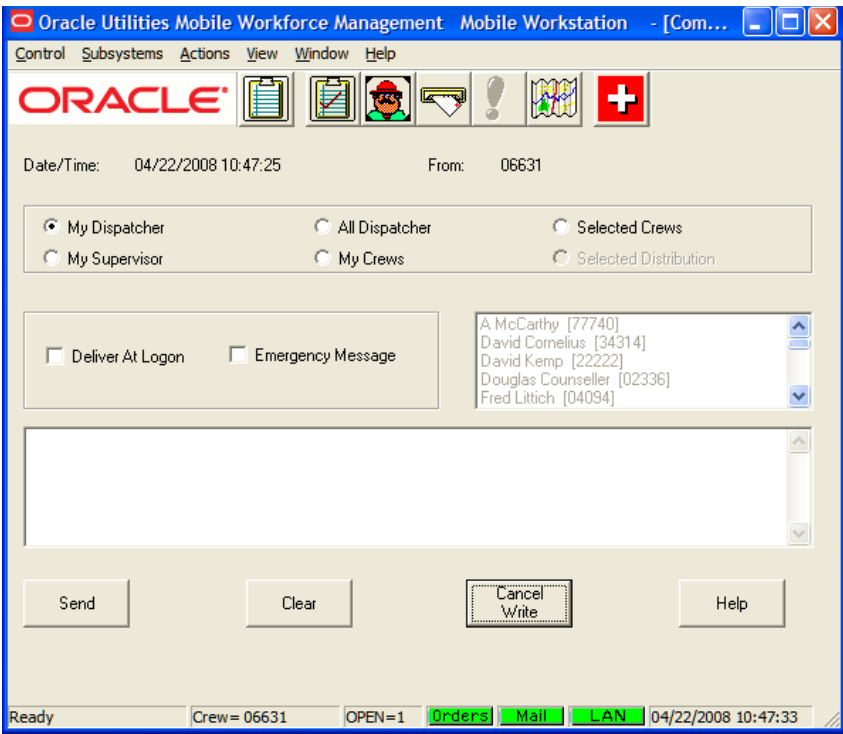 Oracle Utilities Mobile Workforce Management Mobile Workstation - [Com...
Control Subsystems Actions View Window Help
ORACLE®
Date/Time: 04/22/2008 10:47:25 From: 06631
My Dispatcher All Dispatcher Selected Crews
My Supervisor My Crews Selected Distribution
Deliver At Logon Emergency Message
A McCarthy [77740]
David Cornelius [34314]
David Kemp [22222]
Douglas Counseller [02336]
Fred Littich [04094]
Send Clear Cancel Write Help
Ready Crew= 06631 OPEN=1 Orders Mail LAN 04/22/2008 10:47:33